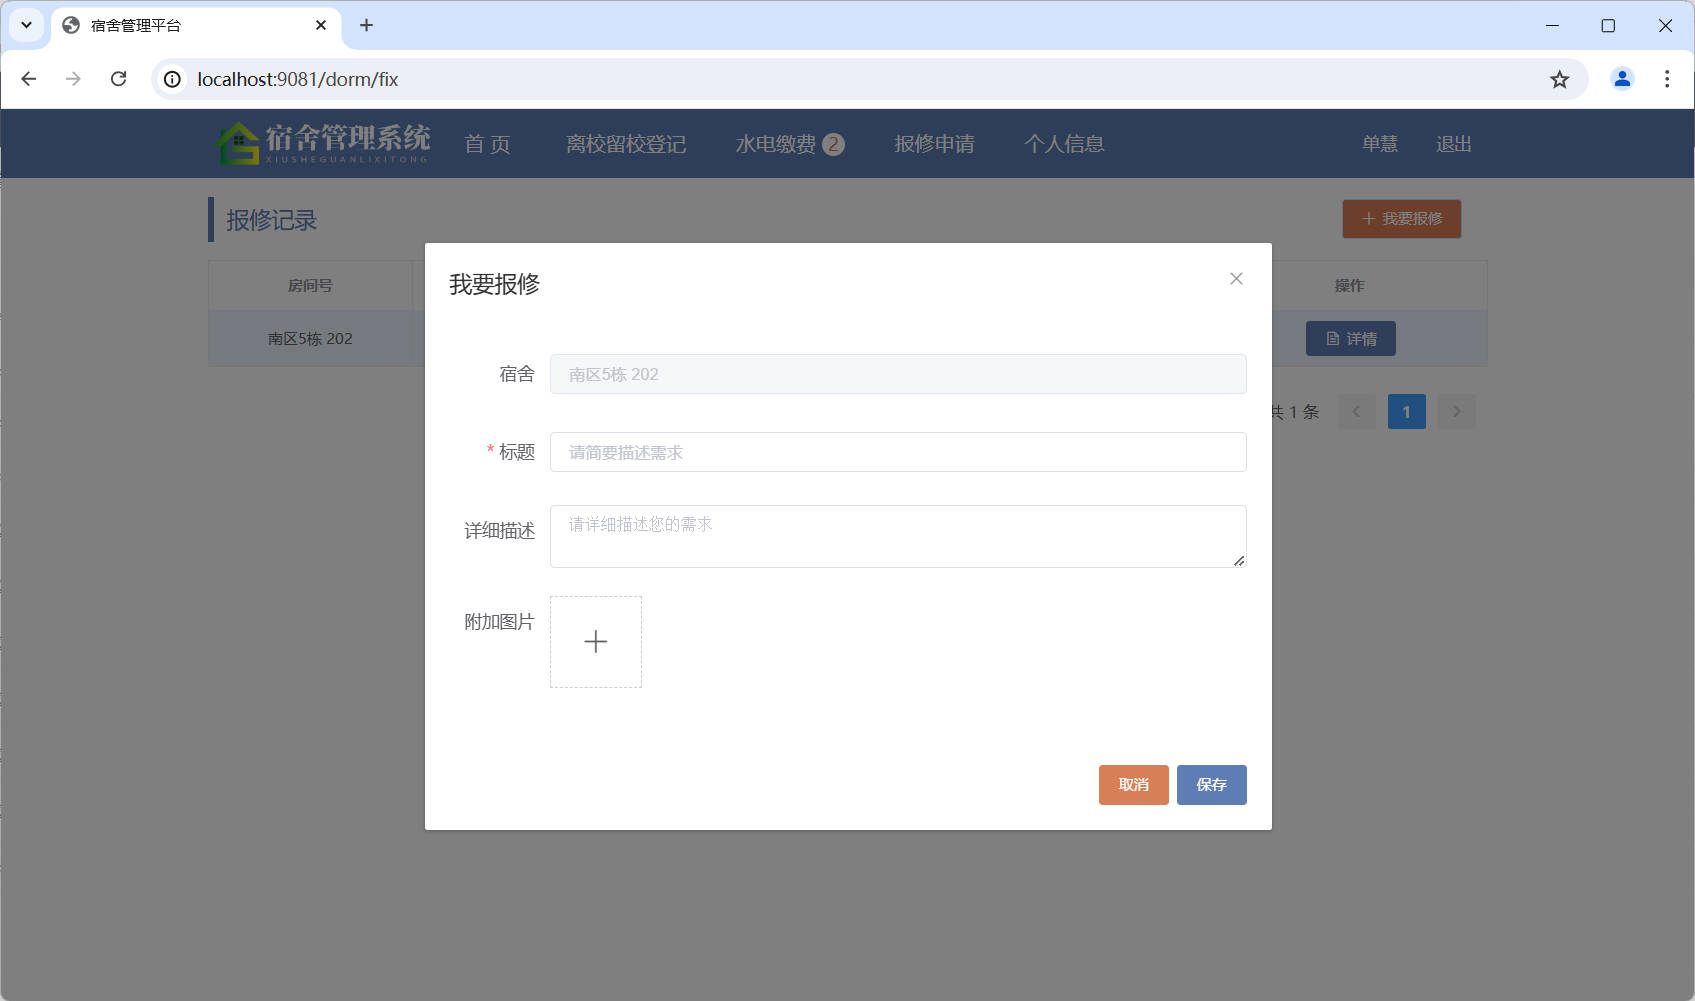 宿舍管理平台
localhost:9081/dorm/fix
宿舍管理系统
XIUSHEGUANLIXITONG
首 页
离校留校登记
水电缴费 2
报修申请
个人信息
单慧
退出
报修记录
我要报修
房间号
操作
南区5栋 202
详情
共 1 条
1
我要报修
宿舍
南区5栋 202
* 标题
请简要描述需求
详细描述
请详细描述您的需求
附加图片
取消
保存